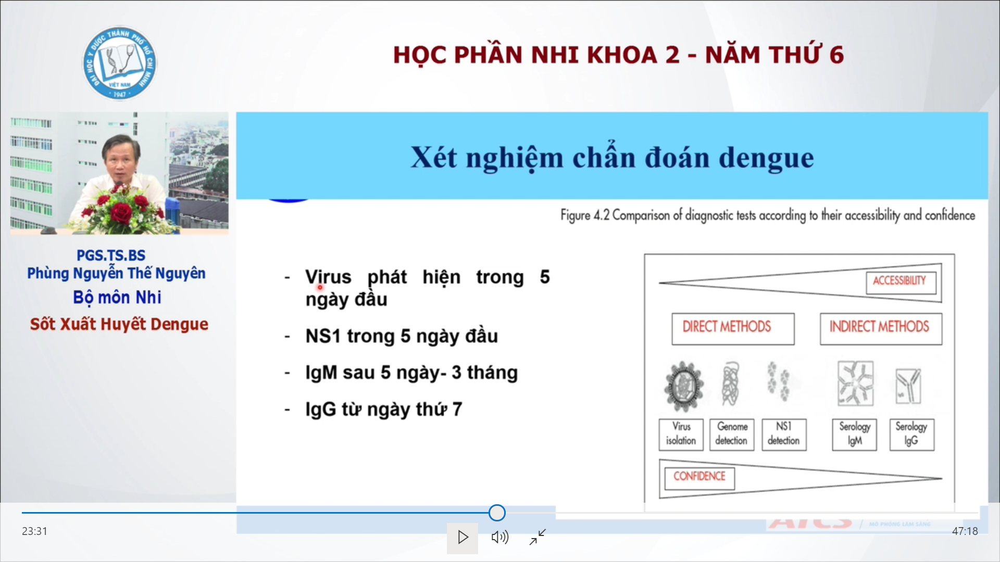 ĐẠI HỌC Y DƯỢC THÀNH PHỐ HỒ CHÍ MINH
VIỆT NAM
· 1947 ·
HỌC PHẦN NHI KHOA 2 - NĂM THỨ 6
PGS.TS.BS
Phùng Nguyễn Thế Nguyên
Bộ môn Nhi
Sốt Xuất Huyết Dengue
Xét nghiệm chẩn đoán dengue
Figure 4.2 Comparison of diagnostic tests according to their accessibility and confidence
- Virus phát hiện trong 5
ngày đầu
- NS1 trong 5 ngày đầu
- IgM sau 5 ngày- 3 tháng
- IgG từ ngày thứ 7
ACCESSIBILITY
DIRECT METHODS
INDIRECT METHODS
Virus
isolation
Genome
detection
NS1
detection
Serology
IgM
Serology
IgG
CONFIDENCE
ATCS
MÔ PHỎNG LÂM SÀNG
23:31
47:18